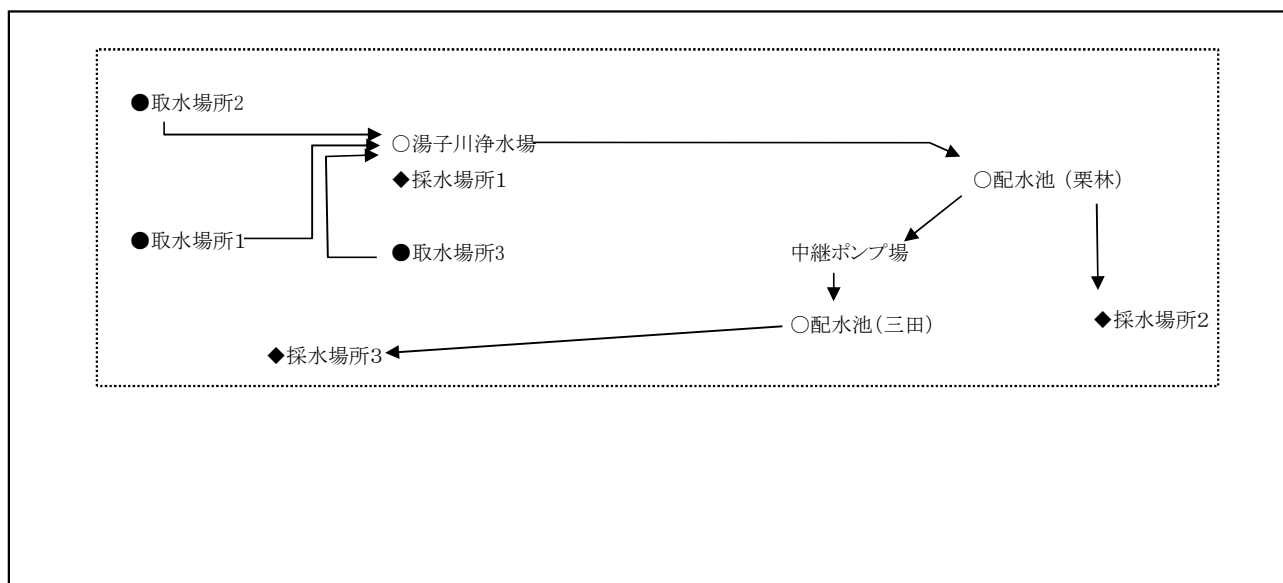 ●取水場所2
○湯子川浄水場
◆採水場所1
○配水池（栗林）
●取水場所1
●取水場所3
中継ポンプ場
○配水池（三田）
◆採水場所2
◆採水場所3